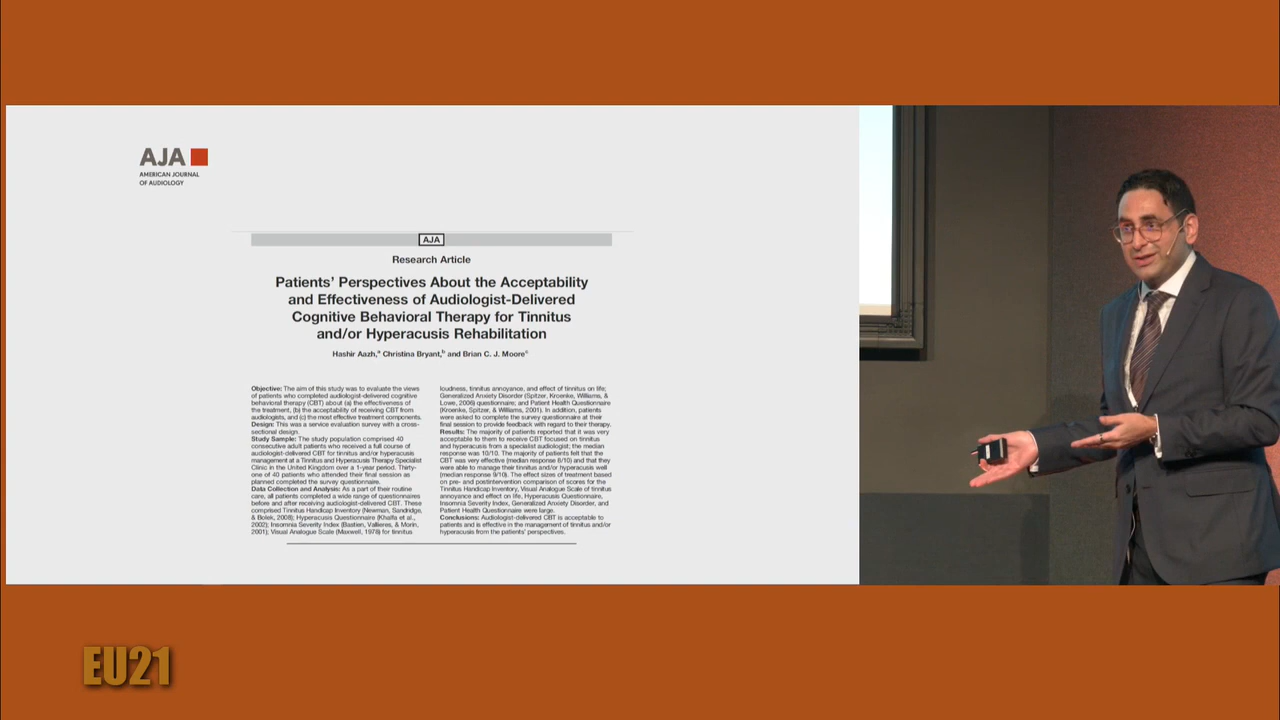 AJA
AMERICAN JOURNAL
OF AUDIOLOGY
AJA
Research Article
Patients' Perspectives About the Acceptability
and Effectiveness of Audiologist-Delivered
Cognitive Behavioral Therapy for Tinnitus
and/or Hyperacusis Rehabilitation
Hashir Aazh,a Christina Bryant,b and Brian C. J. Moorec
Objective: The aim of this study was to evaluate the views
of patients who completed audiologist-delivered cognitive
behavioral therapy (CBT) about (a) the effectiveness of
the treatment, (b) the acceptability of receiving CBT from
audiologists, and (c) the most effective treatment components.
Design: This was a service evaluation survey with a cross-
sectional design.
Study Sample: The study population comprised 40
consecutive adult patients who received a full course of
audiologist-delivered CBT for tinnitus and/or hyperacusis
management at a Tinnitus and Hyperacusis Therapy Specialist
Clinic in the United Kingdom over a 1-year period. Thirty-
one of 40 patients who attended their final session as
planned completed the survey questionnaire.
Data Collection and Analysis: As a part of their routine
care, all patients completed a wide range of questionnaires
before and after receiving audiologist-delivered CBT. These
comprised Tinnitus Handicap Inventory (Newman, Sandridge,
& Bolek, 2008); Hyperacusis Questionnaire (Khalfa et al.,
2002); Insomnia Severity Index (Bastien, Vallieres, & Morin,
2001); Visual Analogue Scale (Maxwell, 1978) for tinnitus
loudness, tinnitus annoyance, and effect of tinnitus on life;
Generalized Anxiety Disorder (Spitzer, Kroenke, Williams, &
Lowe, 2006) questionnaire; and Patient Health Questionnaire
(Kroenke, Spitzer, & Williams, 2001). In addition, patients
were asked to complete the survey questionnaire at their
final session to provide feedback with regard to their therapy.
Results: The majority of patients reported that it was very
acceptable to them to receive CBT focused on tinnitus
and hyperacusis from a specialist audiologist; the median
response was 10/10. The majority of patients felt that the
CBT was very effective (median response 8/10) and that they
were able to manage their tinnitus and/or hyperacusis well
(median response 9/10). The effect sizes of treatment based
on pre- and postintervention comparison of scores for the
Tinnitus Handicap Inventory, Visual Analogue Scale of tinnitus
annoyance and effect on life, Hyperacusis Questionnaire,
Insomnia Severity Index, Generalized Anxiety Disorder, and
Patient Health Questionnaire were large.
Conclusions: Audiologist-delivered CBT is acceptable to
patients and is effective in the management of tinnitus and/or
hyperacusis from the patients' perspectives.
EU21